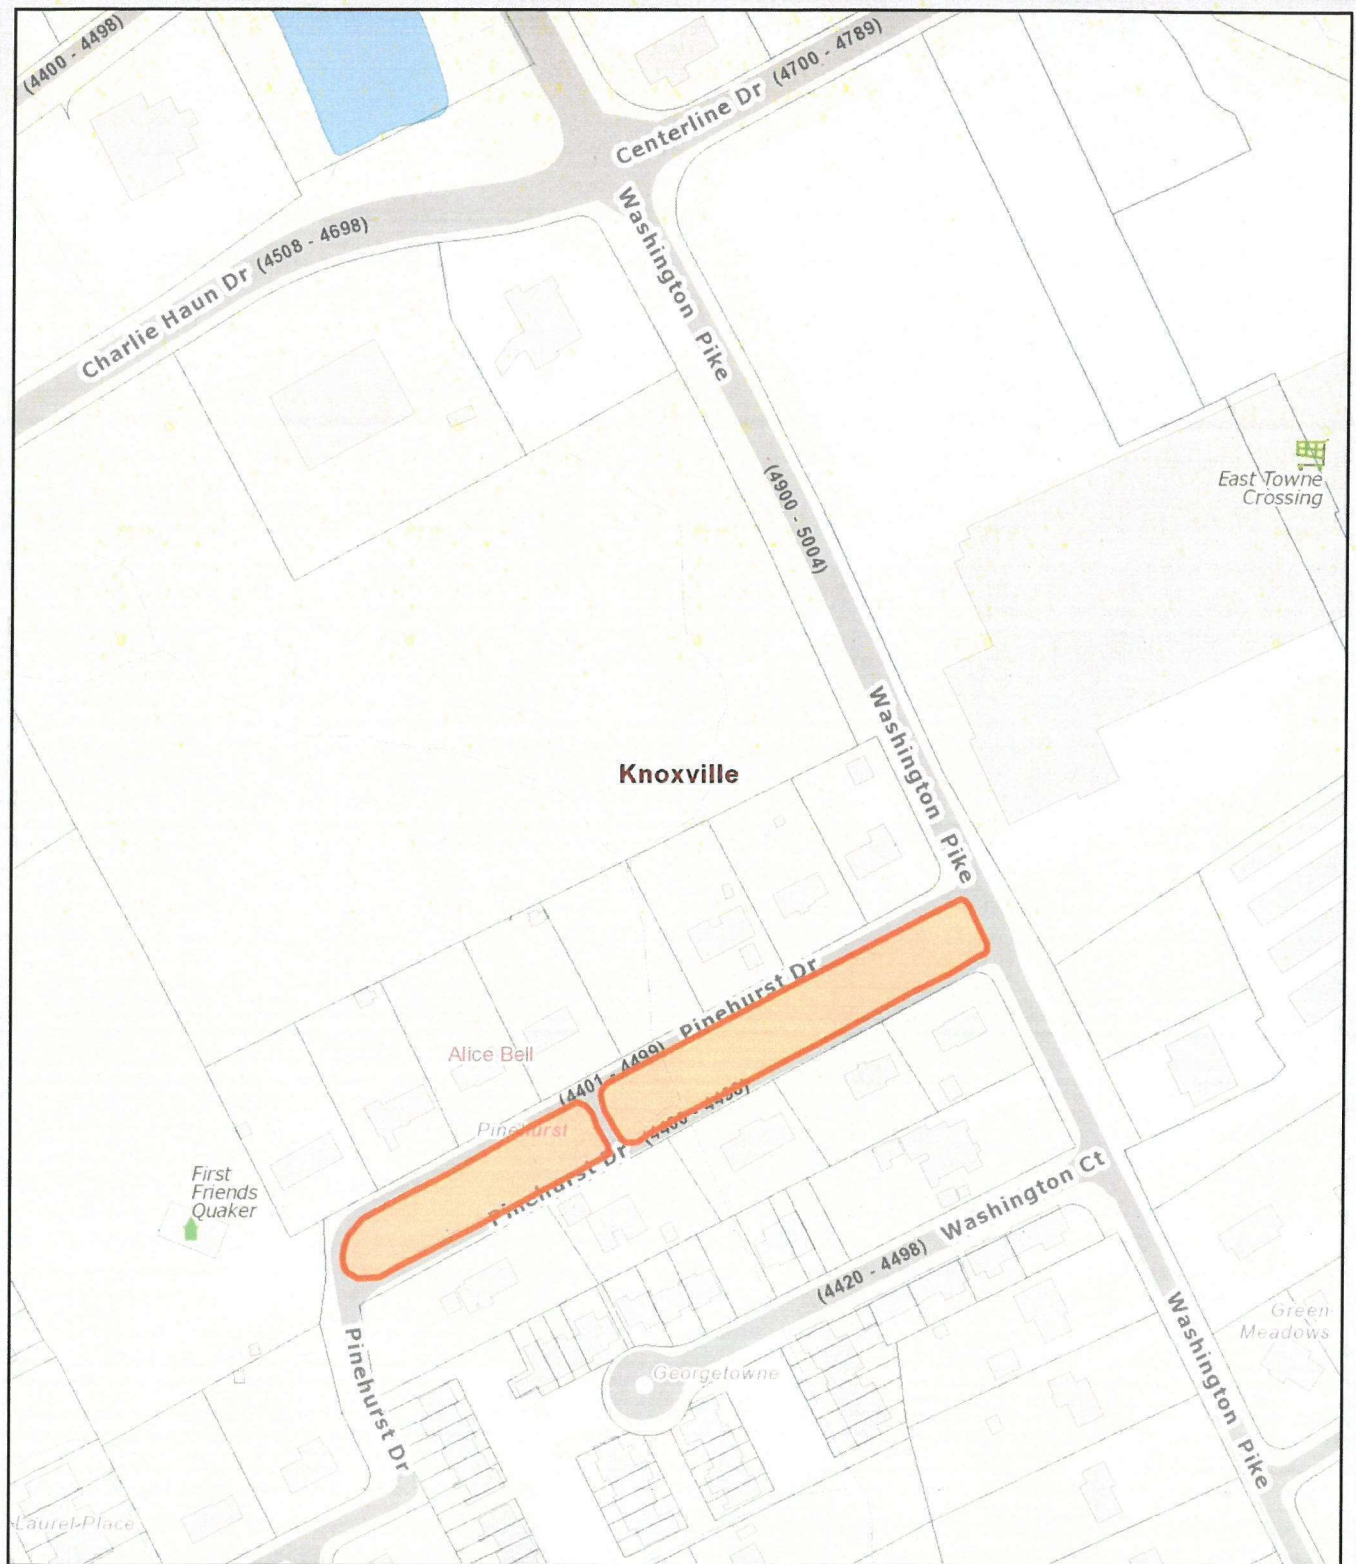 (4400 - 4498)
Centerline Dr (4700 - 4789)
Charlie Haun Dr (4508 - 4698)
Washington Pike
(4900 - 5004)
East Towne
Crossing
Washington Pike
Knoxville
Pinehurst Dr
Alice Bell
(4401 - 4499)
Pinehurst
Pinehurst Dr
First
Friends
Quaker
Washington Ct
(4420 - 4498)
Green
Meadows
Washington Pike
Georgetowne
Pinehurst Dr
Laurel Place